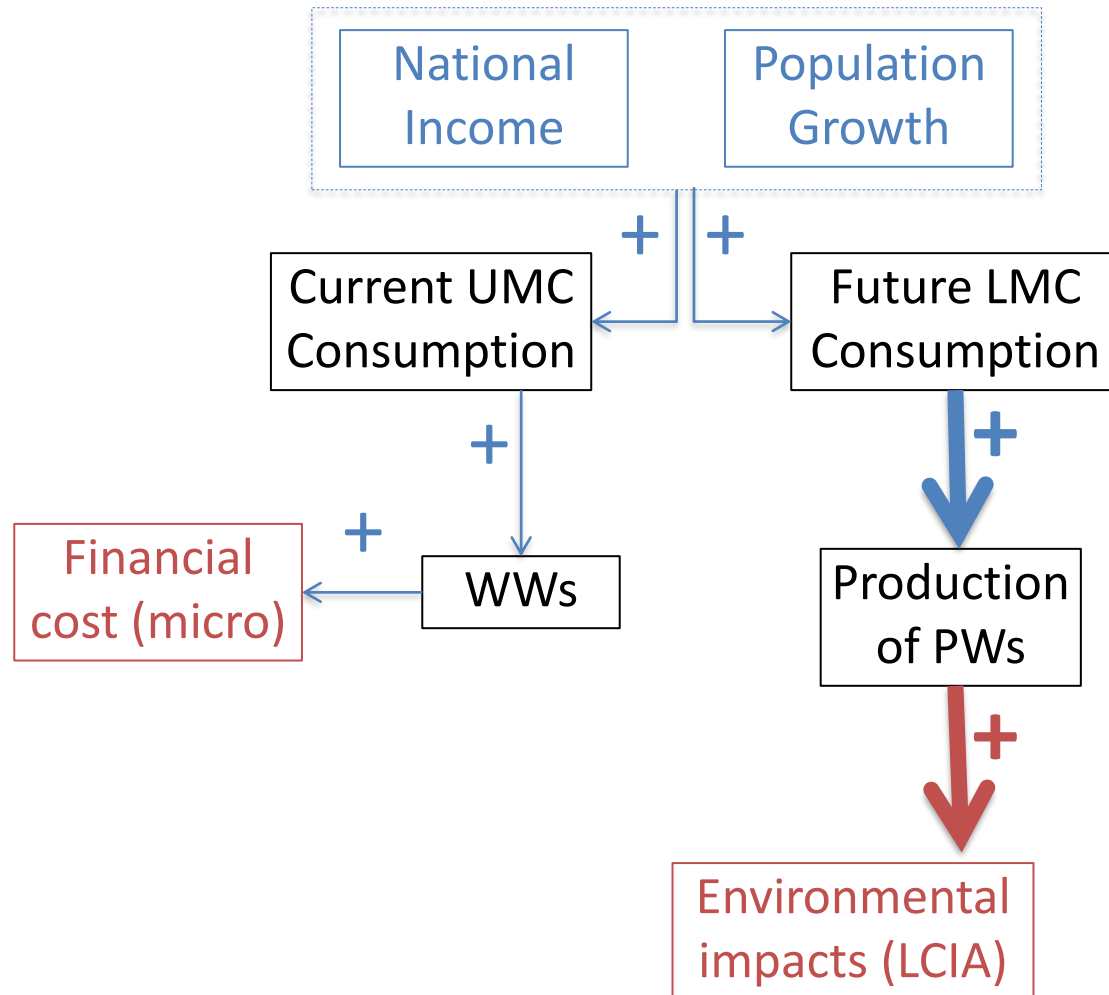 National
Income
Population
Growth
+
+
Current UMC
Consumption
Future LMC
Consumption
+
+
Financial
cost (micro)
+
WWs
Production
of PWs
+
Environmental
impacts (LCIA)